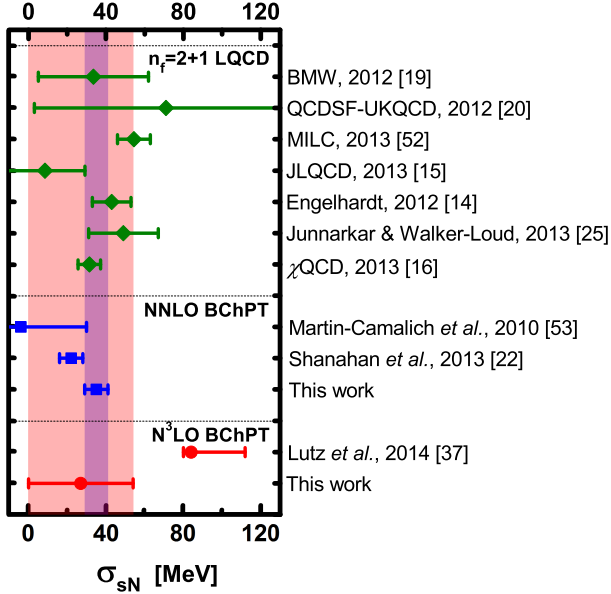 0 40 80 120
n_f=2+1 LQCD
BMW, 2012 [19]
QCDSF-UKQCD, 2012 [20]
MILC, 2013 [52]
JLQCD, 2013 [15]
Engelhardt, 2012 [14]
Junnarkar & Walker-Loud, 2013 [25]
χQCD, 2013 [16]
NNLO BChPT
Martin-Camalich et al., 2010 [53]
Shanahan et al., 2013 [22]
This work
N³LO BChPT
Lutz et al., 2014 [37]
This work
0 40 80 120
σ_sN [MeV]